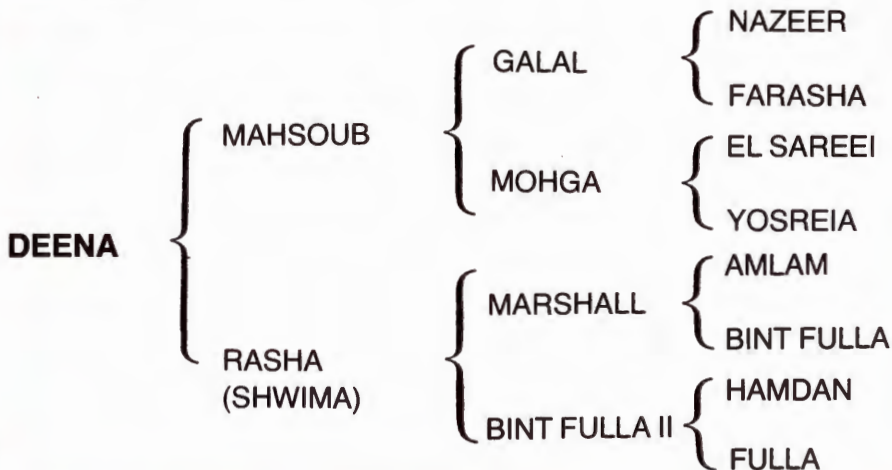 NAZEER
GALAL
FARASHA
MAHSOUB
EL SAREEI
MOHGA
YOSREIA
DEENA
AMLAM
MARSHALL
BINT FULLA
RASHA
(SHWIMA)
HAMDAN
BINT FULLA II
FULLA